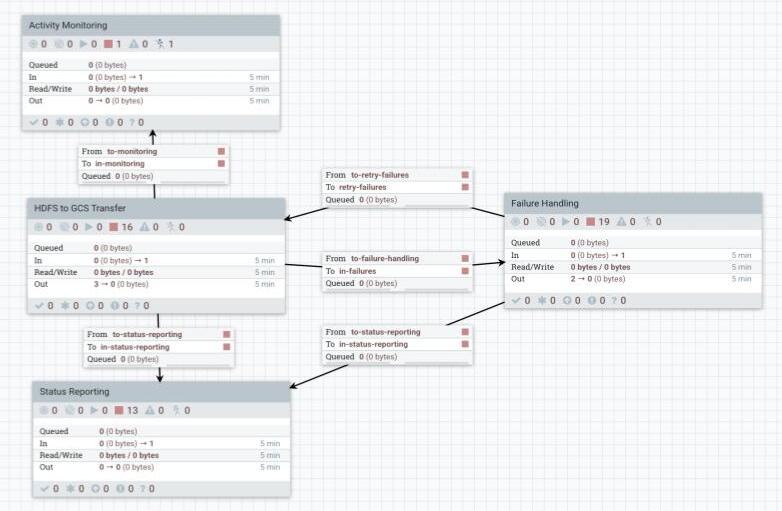 Activity Monitoring
0 0 0 1 0 1
Queued 0 (0 bytes)
In 0 (0 bytes) → 1 5 min
Read/Write 0 bytes / 0 bytes 5 min
Out 0 → 0 (0 bytes) 5 min
0 0 0 0 ? 0
From to-monitoring
To in-monitoring
Queued 0 (0 bytes)
HDFS to GCS Transfer
0 0 0 16 0 0
Queued 0 (0 bytes)
In 0 (0 bytes) → 1 5 min
Read/Write 0 bytes / 0 bytes 5 min
Out 3 → 0 (0 bytes) 5 min
0 0 0 0 ? 0
From to-retry-failures
To retry-failures
Queued 0 (0 bytes)
From to-failure-handling
To in-failures
Queued 0 (0 bytes)
Failure Handling
0 0 0 19 0 0
Queued 0 (0 bytes)
In 0 (0 bytes) → 1 5 min
Read/Write 0 bytes / 0 bytes 5 min
Out 2 → 0 (0 bytes) 5 min
0 0 0 0 ? 0
From to-status-reporting
To in-status-reporting
Queued 0 (0 bytes)
From to-status-reporting
To in-status-reporting
Queued 0 (0 bytes)
Status Reporting
0 0 0 13 0 0
Queued 0 (0 bytes)
In 0 (0 bytes) → 1 5 min
Read/Write 0 bytes / 0 bytes 5 min
Out 0 → 0 (0 bytes) 5 min
0 0 0 0 ? 0